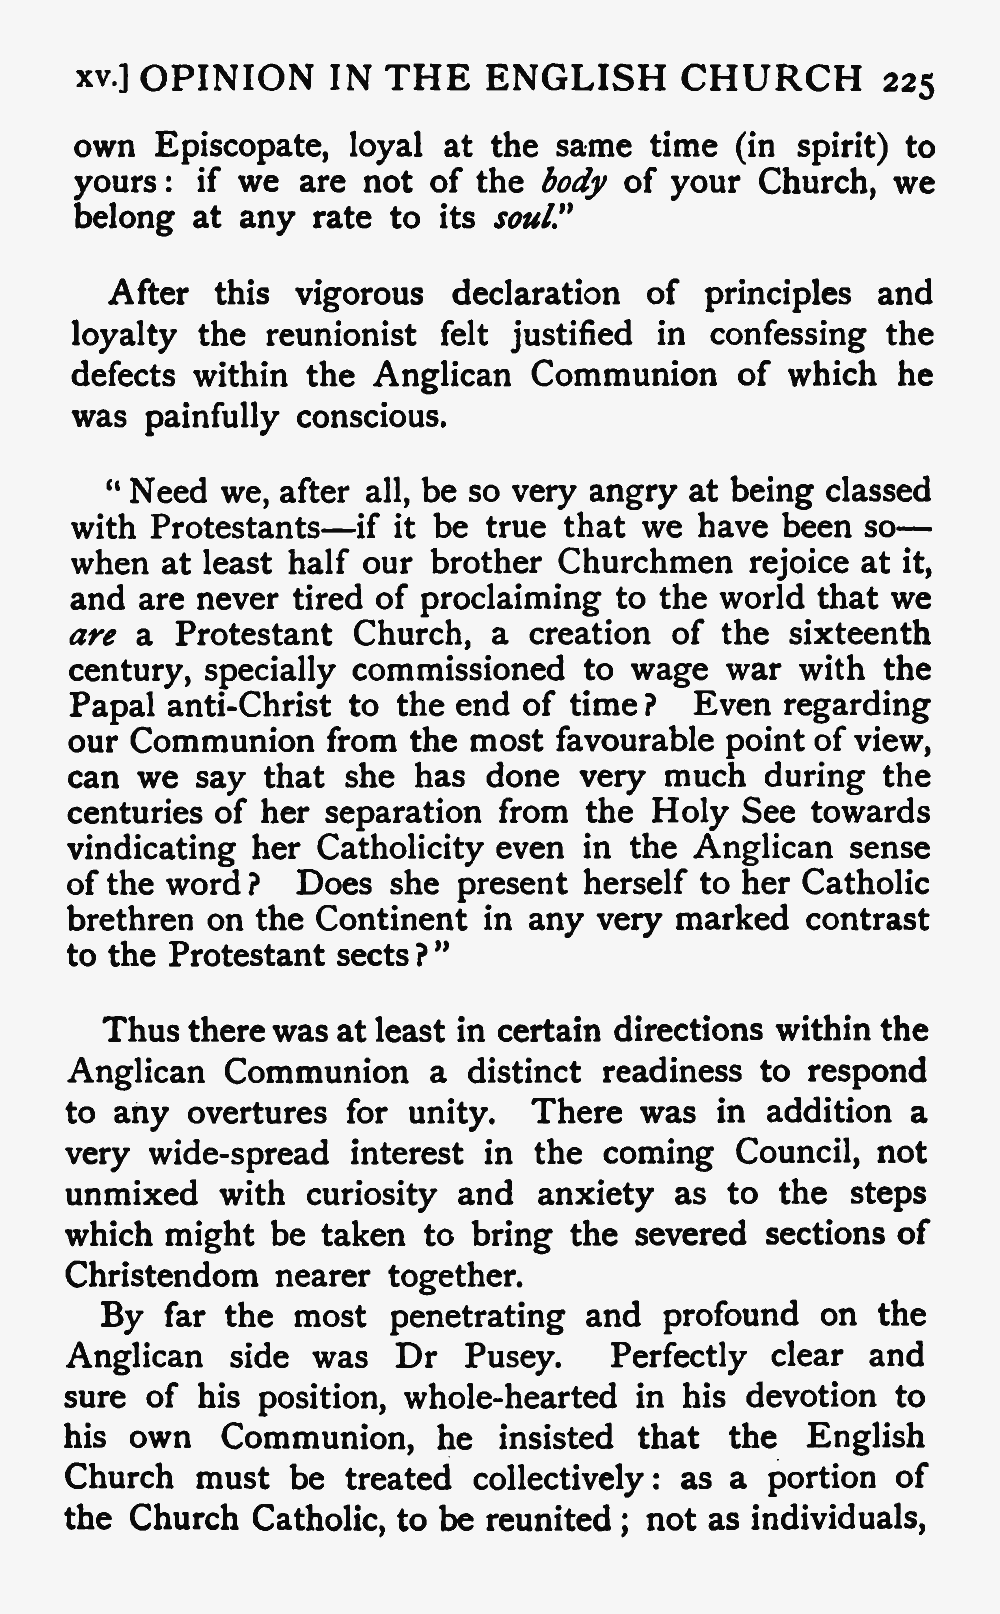 xv.] OPINION IN THE ENGLISH CHURCH 225
own Episcopate, loyal at the same time (in spirit) to
yours: if we are not of the body of your Church, we
belong at any rate to its soul."
After this vigorous declaration of principles and
loyalty the reunionist felt justified in confessing the
defects within the Anglican Communion of which he
was painfully conscious.
"Need we, after all, be so very angry at being classed
with Protestants—if it be true that we have been so—
when at least half our brother Churchmen rejoice at it,
and are never tired of proclaiming to the world that we
are a Protestant Church, a creation of the sixteenth
century, specially commissioned to wage war with the
Papal anti-Christ to the end of time? Even regarding
our Communion from the most favourable point of view,
can we say that she has done very much during the
centuries of her separation from the Holy See towards
vindicating her Catholicity even in the Anglican sense
of the word? Does she present herself to her Catholic
brethren on the Continent in any very marked contrast
to the Protestant sects?"
Thus there was at least in certain directions within the
Anglican Communion a distinct readiness to respond
to any overtures for unity. There was in addition a
very wide-spread interest in the coming Council, not
unmixed with curiosity and anxiety as to the steps
which might be taken to bring the severed sections of
Christendom nearer together.
By far the most penetrating and profound on the
Anglican side was Dr Pusey. Perfectly clear and
sure of his position, whole-hearted in his devotion to
his own Communion, he insisted that the English
Church must be treated collectively: as a portion of
the Church Catholic, to be reunited; not as individuals,